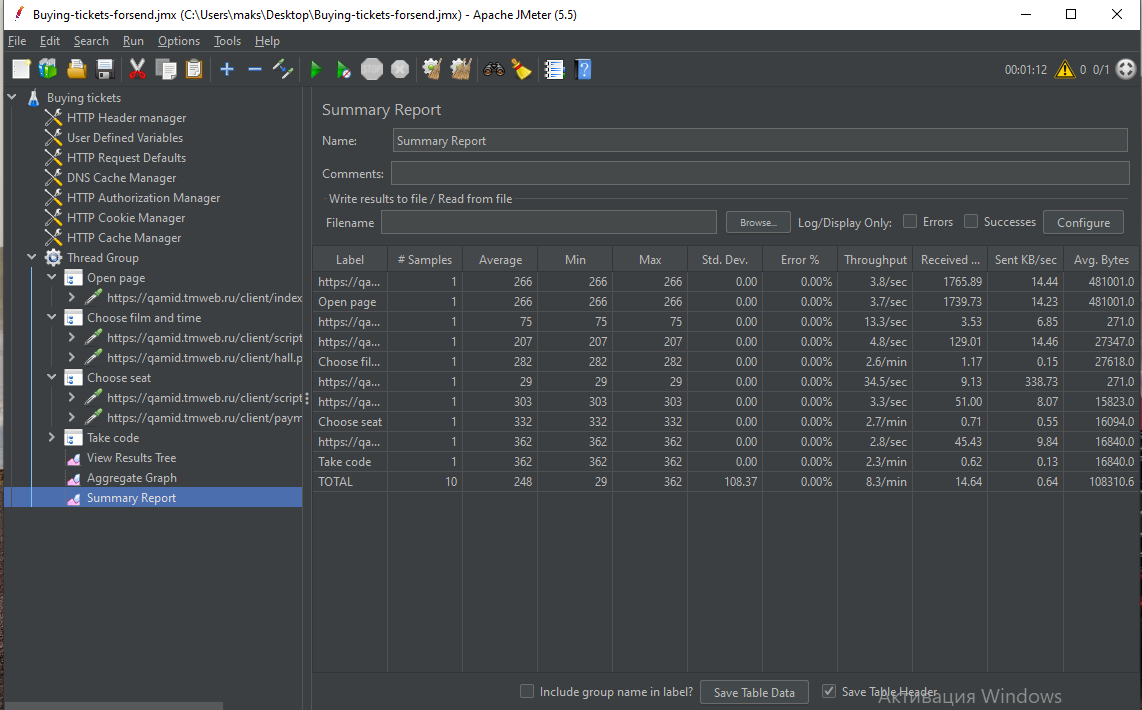 Buying-tickets-forsend.jmx (C:\Users\maks\Desktop\Buying-tickets-forsend.jmx) - Apache JMeter (5.5)
File Edit Search Run Options Tools Help
STOP 00:01:12 0 0/1
Buying tickets
HTTP Header manager
User Defined Variables
HTTP Request Defaults
DNS Cache Manager
HTTP Authorization Manager
HTTP Cookie Manager
HTTP Cache Manager
Thread Group
Open page
https://qamid.tmweb.ru/client/index
Choose film and time
https://qamid.tmweb.ru/client/script
https://qamid.tmweb.ru/client/hall.p
Choose seat
https://qamid.tmweb.ru/client/script
https://qamid.tmweb.ru/client/paym
Take code
View Results Tree
Aggregate Graph
Summary Report
Summary Report
Name: Summary Report
Comments:
Write results to file / Read from file
Filename Browse... Log/Display Only: Errors Successes Configure
Label # Samples Average Min Max Std. Dev. Error % Throughput Received ... Sent KB/sec Avg. Bytes
https://qa... 1 266 266 266 0.00 0.00% 3.8/sec 1765.89 14.44 481001.0
Open page 1 266 266 266 0.00 0.00% 3.7/sec 1739.73 14.23 481001.0
https://qa... 1 75 75 75 0.00 0.00% 13.3/sec 3.53 6.85 271.0
https://qa... 1 207 207 207 0.00 0.00% 4.8/sec 129.01 14.46 27347.0
Choose fil... 1 282 282 282 0.00 0.00% 2.6/min 1.17 0.15 27618.0
https://qa... 1 29 29 29 0.00 0.00% 34.5/sec 9.13 338.73 271.0
https://qa... 1 303 303 303 0.00 0.00% 3.3/sec 51.00 8.07 15823.0
Choose seat 1 332 332 332 0.00 0.00% 2.7/min 0.71 0.55 16094.0
https://qa... 1 362 362 362 0.00 0.00% 2.8/sec 45.43 9.84 16840.0
Take code 1 362 362 362 0.00 0.00% 2.3/min 0.62 0.13 16840.0
TOTAL 10 248 29 362 108.37 0.00% 8.3/min 14.64 0.64 108310.6
Include group name in label? Save Table Data Save Table Header
Активация Windows